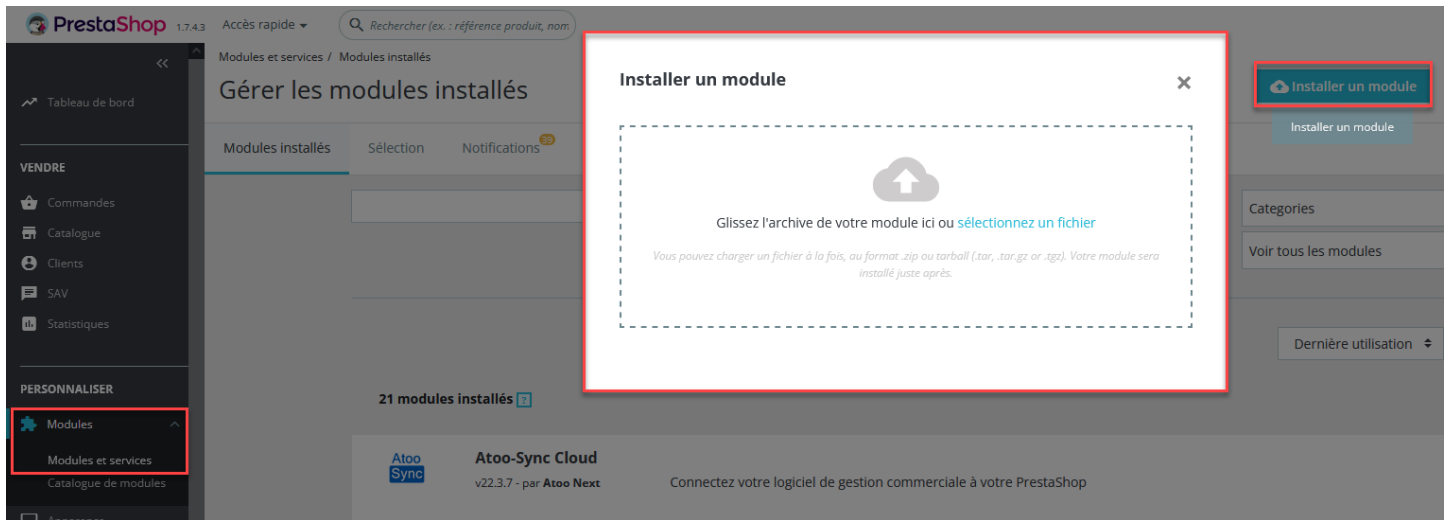 PrestaShop 1.7.4.3 Accès rapide Rechercher (ex. : référence produit, nom
Modules et services / Modules installés
Gérer les modules installés
Installer un module
Installer un module
Modules installés Sélection Notifications 39
Tableau de bord
VENDRE
Commandes
Catalogue
Clients
SAV
Statistiques
PERSONNALISER
Modules
Modules et services
Catalogue de modules
Installer un module
×
Glissez l'archive de votre module ici ou sélectionnez un fichier
Vous pouvez charger un fichier à la fois, au format .zip ou tarball (.tar, .tar.gz or .tgz). Votre module sera
installé juste après.
Categories
Voir tous les modules
Dernière utilisation
21 modules installés ?
Atoo
Sync
Atoo-Sync Cloud
v22.3.7 - par Atoo Next
Connectez votre logiciel de gestion commerciale à votre PrestaShop